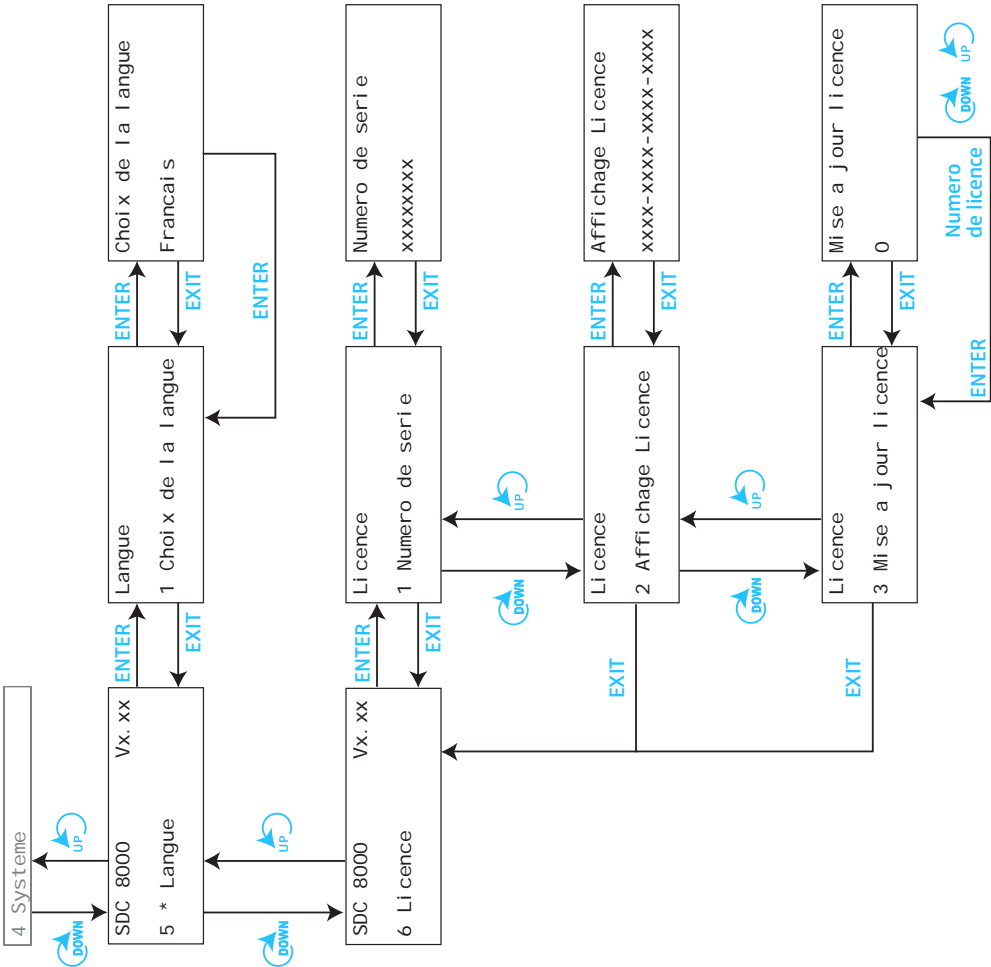 4 Systeme
DOWN
UP
SDC 8000 Vx.xx
5 * Langue
ENTER
EXIT
Langue
1 Choix de la langue
ENTER
EXIT
Choix de la langue
Francais
ENTER
DOWN
UP
SDC 8000 Vx.xx
6 Licence
ENTER
EXIT
Licence
1 Numero de serie
ENTER
EXIT
Numero de serie
xxxxxxxx
DOWN
UP
EXIT
Licence
2 Affichage Licence
ENTER
EXIT
Affichage Licence
xxxx-xxxx-xxxx-xxxx
DOWN
UP
EXIT
Licence
3 Mise a jour licence
ENTER
EXIT
Mise a jour licence
0
ENTER
Numero
de licence
DOWN
UP